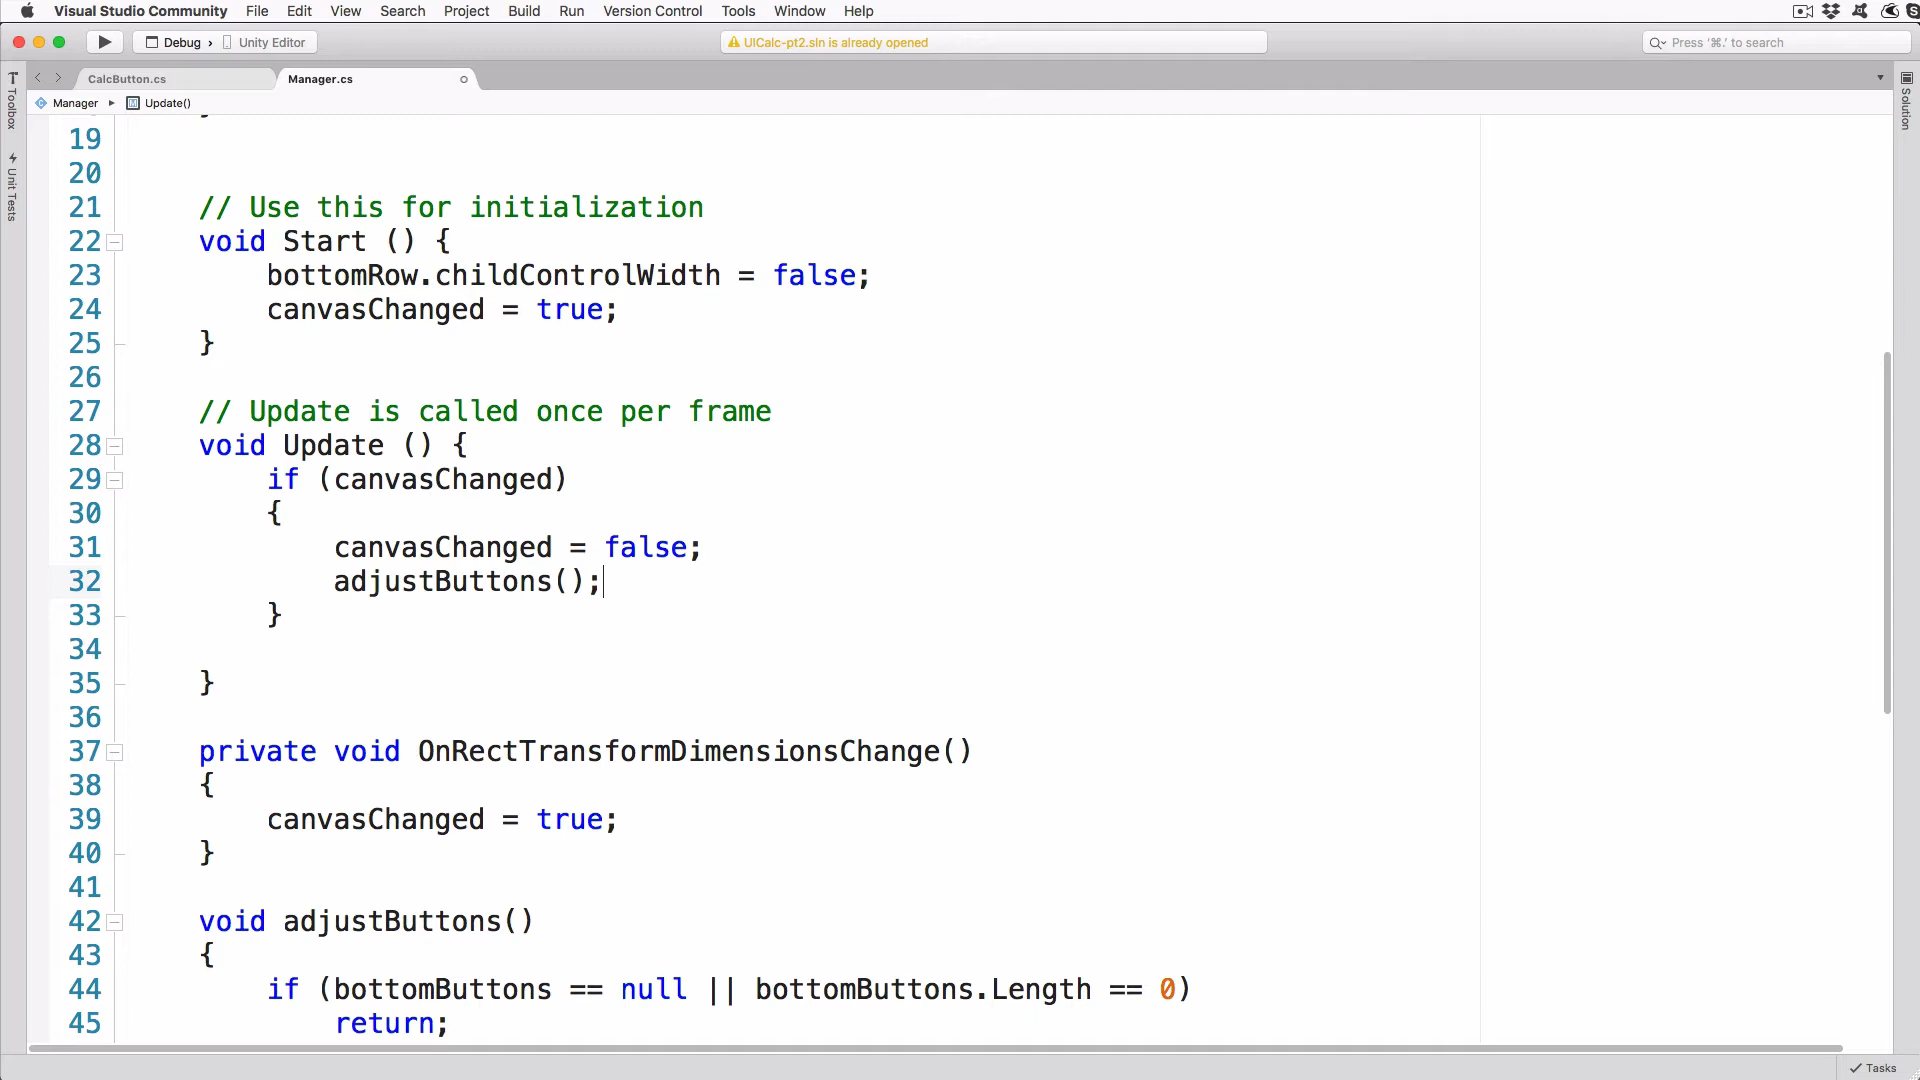 Visual Studio Community File Edit View Search Project Build Run Version Control Tools Window Help
Debug › Unity Editor
UICalc-pt2.sln is already opened
Press '⌘.' to search
CalcButton.cs
Manager.cs
Manager ▸ Update()
Toolbox
Unit Tests
Solution
19
20
21 // Use this for initialization
22 void Start () {
23 bottomRow.childControlWidth = false;
24 canvasChanged = true;
25 }
26
27 // Update is called once per frame
28 void Update () {
29 if (canvasChanged)
30 {
31 canvasChanged = false;
32 adjustButtons();
33 }
34
35 }
36
37 private void OnRectTransformDimensionsChange()
38 {
39 canvasChanged = true;
40 }
41
42 void adjustButtons()
43 {
44 if (bottomButtons == null || bottomButtons.Length == 0)
45 return;
Tasks